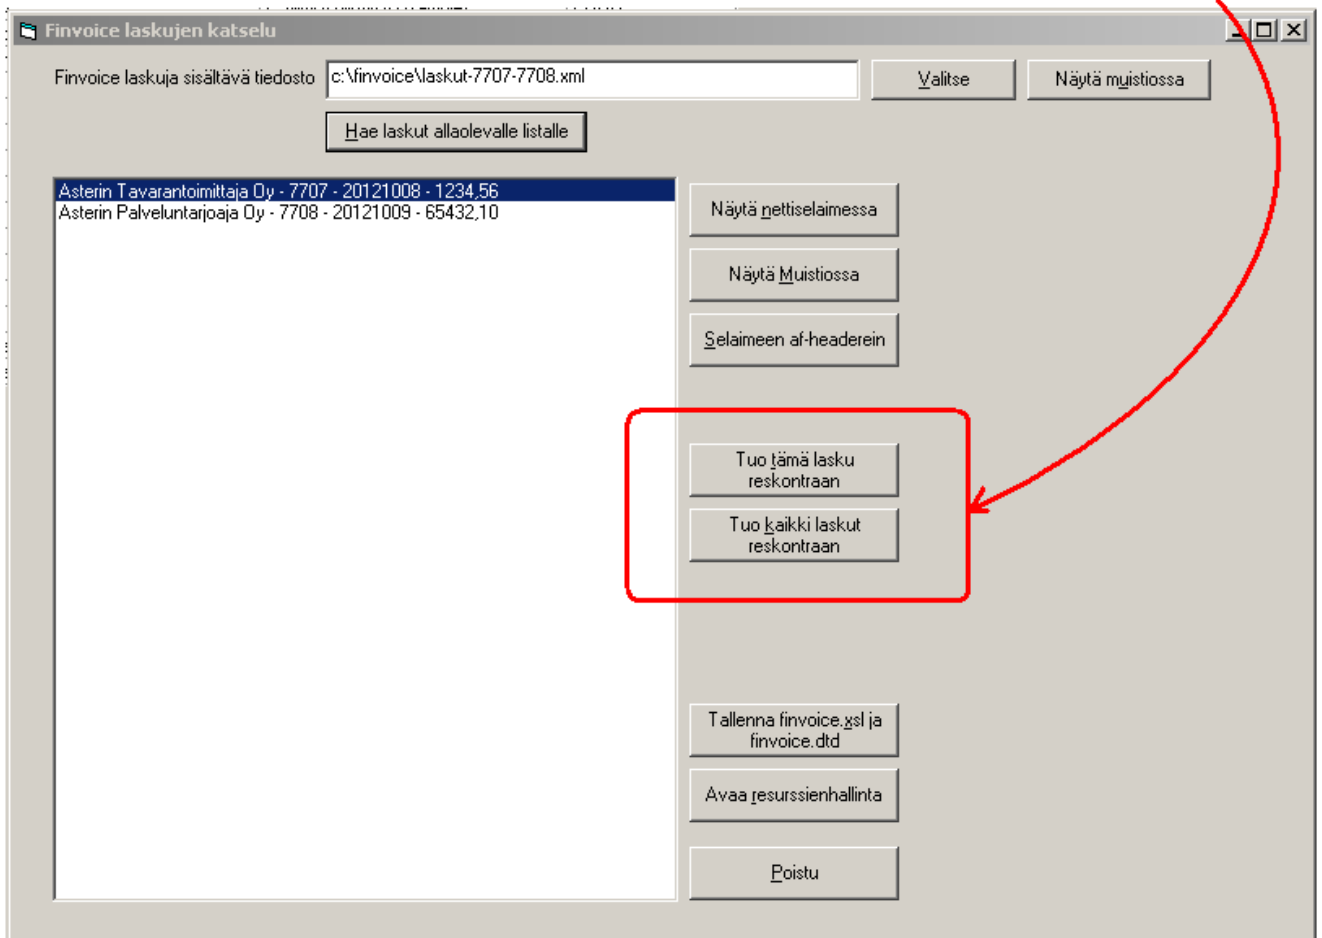 Finvoice laskujen katselu
Finvoice laskuja sisältävä tiedosto
c:\finvoice\laskut-7707-7708.xml
Valitse
Näytä muistiossa
Hae laskut allaolevalle listalle
Asterin Tavarantoimittaja Oy - 7707 - 20121008 - 1234,56
Asterin Palveluntarjoaja Oy - 7708 - 20121009 - 65432,10
Näytä nettiselaimessa
Näytä Muistiossa
Selaimeen af-headerein
Tuo tämä lasku
reskontraan
Tuo kaikki laskut
reskontraan
Tallenna finvoice.xsl ja
finvoice.dtd
Avaa resurssienhallinta
Poistu